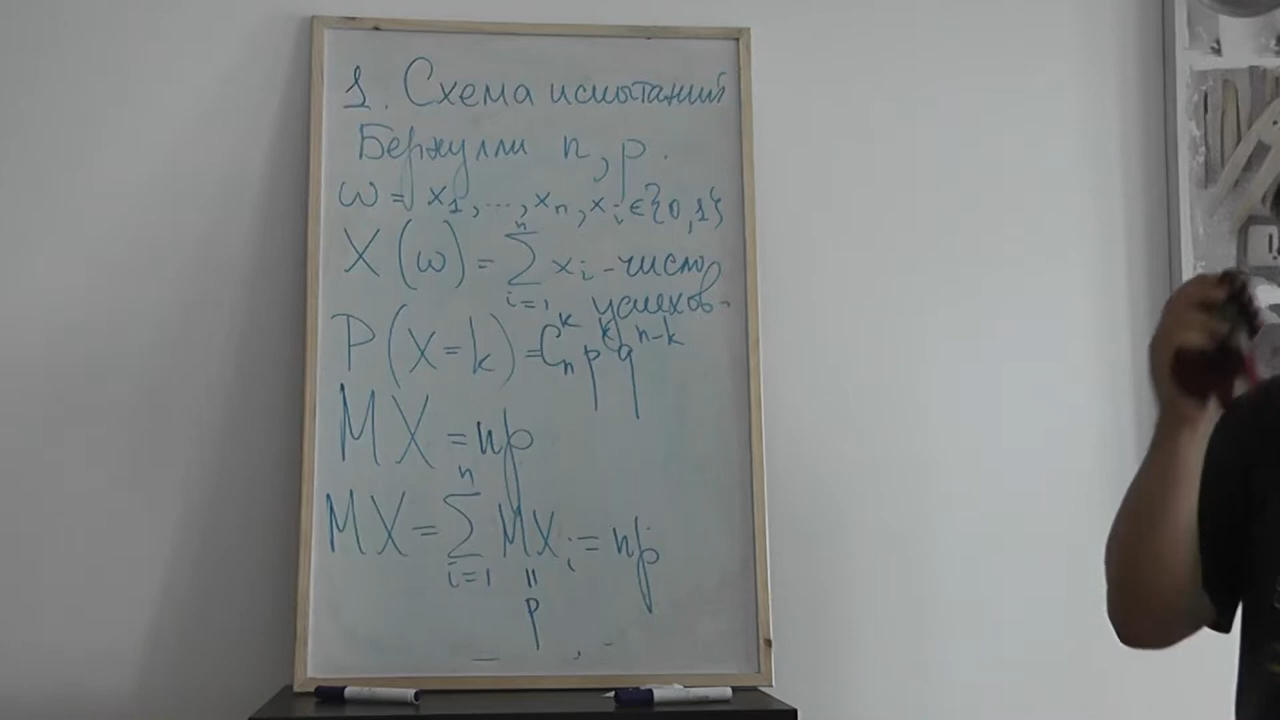 1. Схема испытаний
Бернулли n, p.
ω = x₁, ..., xₙ, xᵢ ∈ {0, 1}
X(ω) = ∑ᵢ₌₁ⁿ xᵢ - число
успехов.
P(X = k) = Cₙᵏ pᵏ qⁿ⁻ᵏ
MX = np
MX = ∑ᵢ₌₁ⁿ MXᵢ = np
=
p